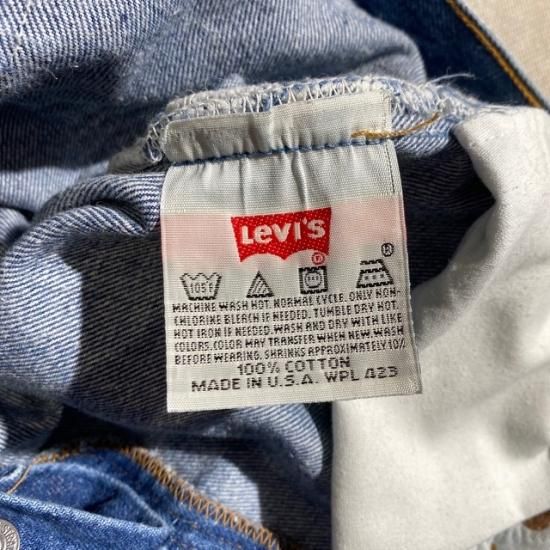 LEVI'S
105F
MACHINE WASH HOT, NORMAL CYCLE. ONLY NON-
CHLORINE BLEACH IF NEEDED. TUMBLE DRY HOT.
HOT IRON IF NEEDED. WASH AND DRY WITH LIKE
COLORS. COLOR MAY TRANSFER WHEN NEW.
BEFORE WEARING, SHRINKS APPROXIMATELY 10%
100% COTTON
MADE IN U.S.A. WPL 423